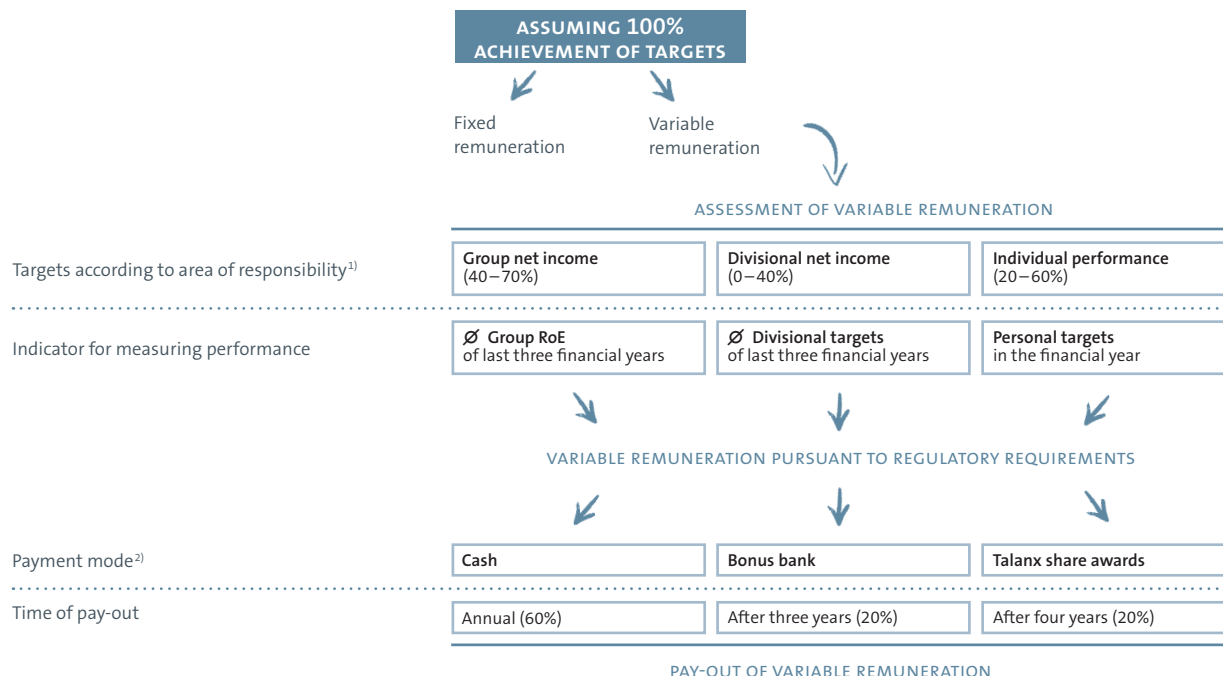 ASSUMING 100%
ACHIEVEMENT OF TARGETS
Fixed
remuneration
Variable
remuneration
ASSESSMENT OF VARIABLE REMUNERATION
Targets according to area of responsibility1)
Group net income
(40–70%)
Divisional net income
(0–40%)
Individual performance
(20–60%)
Indicator for measuring performance
Ø Group RoE
of last three financial years
Ø Divisional targets
of last three financial years
Personal targets
in the financial year
VARIABLE REMUNERATION PURSUANT TO REGULATORY REQUIREMENTS
Payment mode2)
Cash
Bonus bank
Talanx share awards
Time of pay-out
Annual (60%)
After three years (20%)
After four years (20%)
PAY-OUT OF VARIABLE REMUNERATION